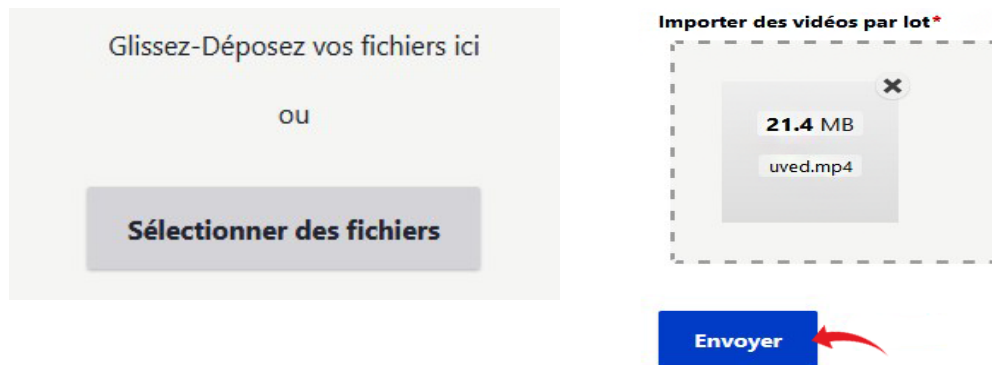 Glissez-Déposez vos fichiers ici
ou
Sélectionner des fichiers
Importer des vidéos par lot*
21.4 MB
uved.mp4
Envoyer